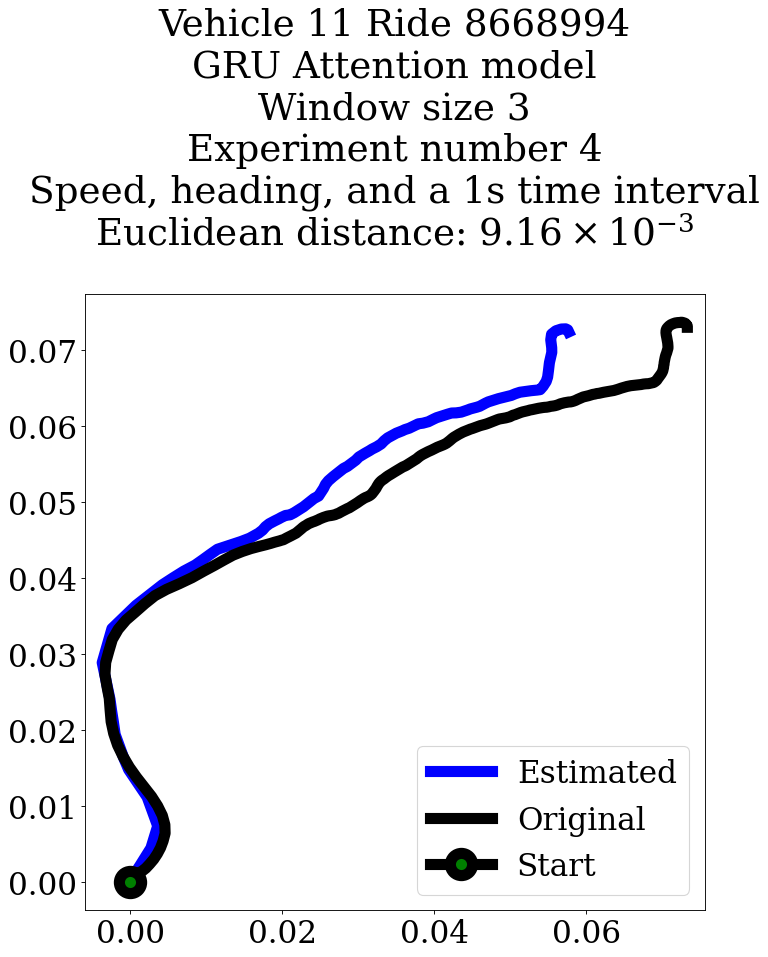 Vehicle 11 Ride 8668994
GRU Attention model
Window size 3
Experiment number 4
Speed, heading, and a 1s time interval
Euclidean distance: 9.16 × 10⁻³
0.07
0.06
0.05
0.04
0.03
0.02
0.01
0.00
Estimated
Original
Start
0.00 0.02 0.04 0.06